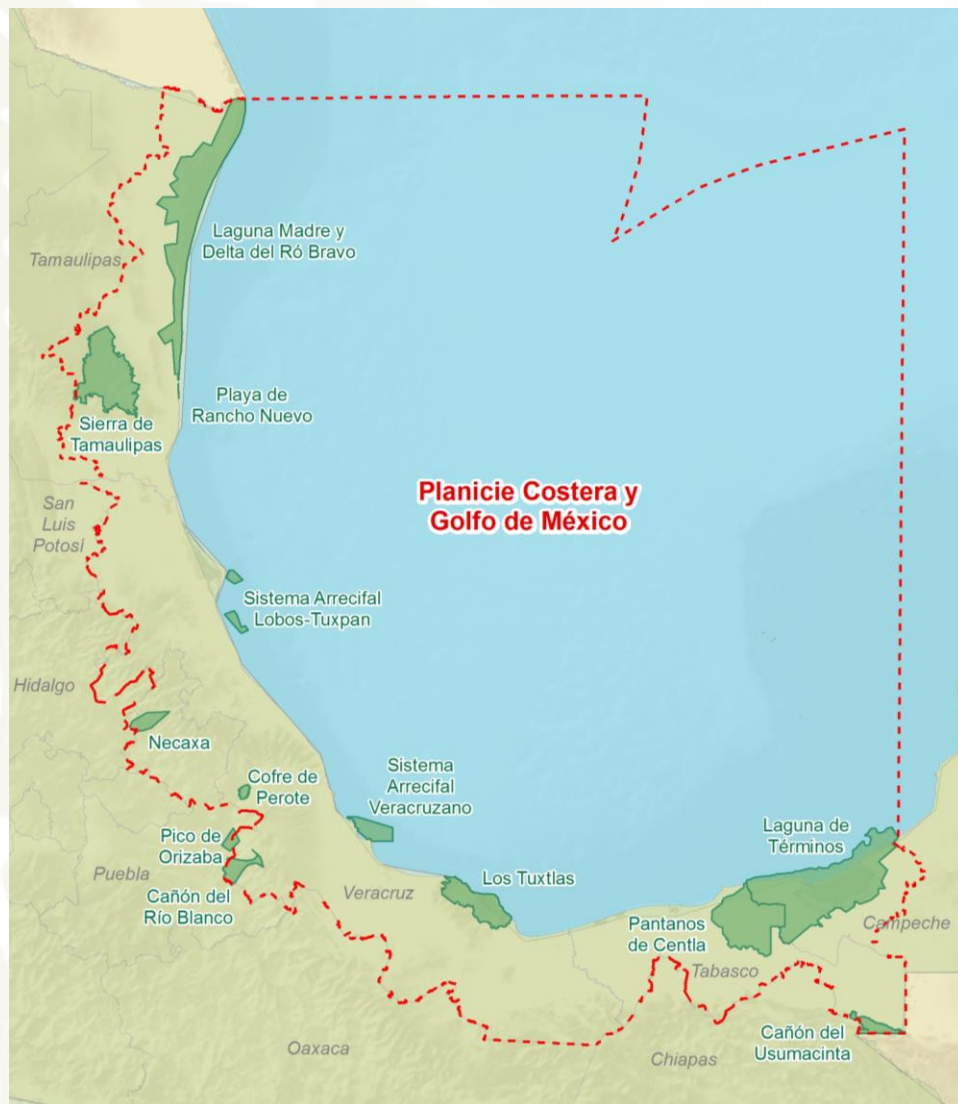 Laguna Madre y
Delta del Ró Bravo
Tamaulipas
Playa de
Rancho Nuevo
Sierra de
Tamaulipas
Planicie Costera y
Golfo de México
San
Luis
Potosí
Sistema Arrecifal
Lobos-Tuxpan
Hidalgo
Necaxa
Cofre de
Perote
Sistema
Arrecifal
Veracruzano
Pico de
Orizaba
Puebla
Cañón del
Río Blanco
Veracruz
Los Tuxtlas
Laguna de
Términos
Pantanos
de Centla
Campeche
Tabasco
Cañón del
Usumacinta
Oaxaca
Chiapas